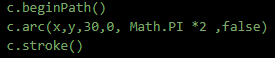 c.beginPath()
c.arc(x,y,30,0, Math.PI *2 ,false)
c.stroke()